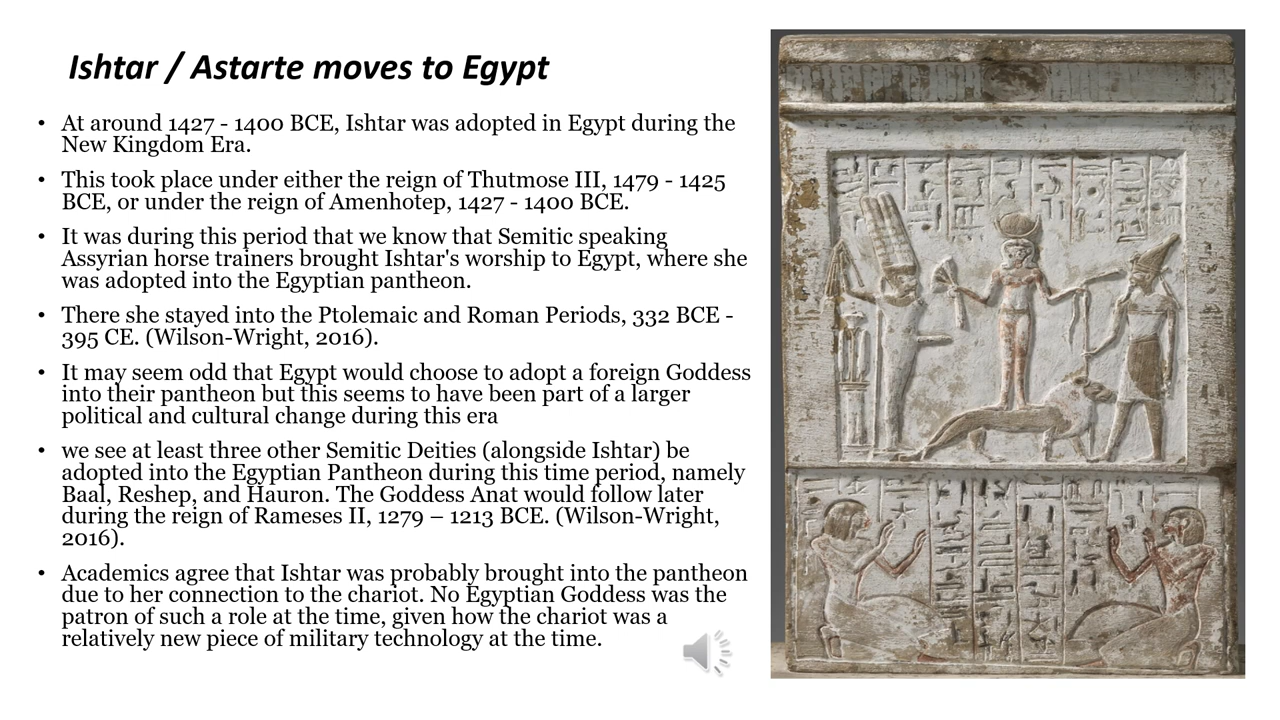 Ishtar / Astarte moves to Egypt
• At around 1427 - 1400 BCE, Ishtar was adopted in Egypt during the
New Kingdom Era.
• This took place under either the reign of Thutmose III, 1479 - 1425
BCE, or under the reign of Amenhotep, 1427 - 1400 BCE.
• It was during this period that we know that Semitic speaking
Assyrian horse trainers brought Ishtar's worship to Egypt, where she
was adopted into the Egyptian pantheon.
• There she stayed into the Ptolemaic and Roman Periods, 332 BCE -
395 CE. (Wilson-Wright, 2016).
• It may seem odd that Egypt would choose to adopt a foreign Goddess
into their pantheon but this seems to have been part of a larger
political and cultural change during this era
• we see at least three other Semitic Deities (alongside Ishtar) be
adopted into the Egyptian Pantheon during this time period, namely
Baal, Reshep, and Hauron. The Goddess Anat would follow later
during the reign of Rameses II, 1279 – 1213 BCE. (Wilson-Wright,
2016).
• Academics agree that Ishtar was probably brought into the pantheon
due to her connection to the chariot. No Egyptian Goddess was the
patron of such a role at the time, given how the chariot was a
relatively new piece of military technology at the time.